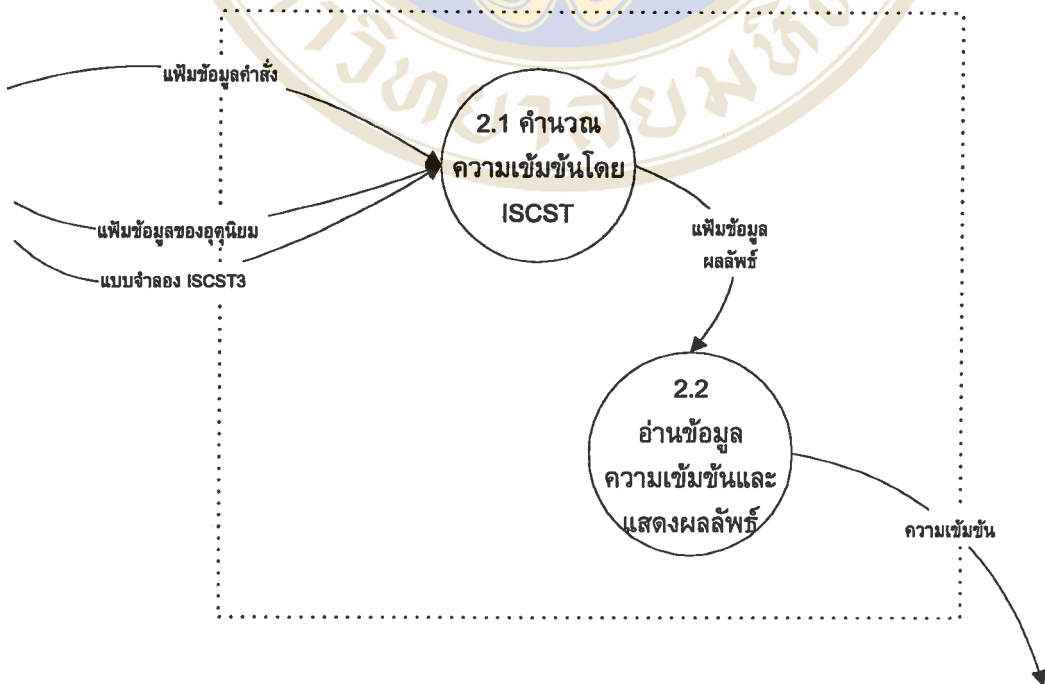 แฟ้มข้อมูลคำสั่ง
2.1 คำนวณ
ความเข้มข้นโดย
ISCST
แฟ้มข้อมูลของอุตุนิยม
แบบจำลอง ISCST3
แฟ้มข้อมูล
ผลลัพธ์
2.2
อ่านข้อมูล
ความเข้มข้นและ
แสดงผลลัพธ์
ความเข้มข้น